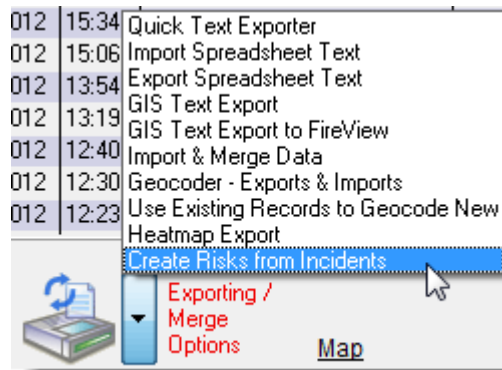 012 15:34 Quick Text Exporter
012 15:06 Import Spreadsheet Text
012 13:54 Export Spreadsheet Text
012 13:19 GIS Text Export
GIS Text Export to FireView
012 12:40 Import & Merge Data
012 12:30 Geocoder - Exports & Imports
012 12:23 Use Existing Records to Geocode New
Heatmap Export
Create Risks from Incidents
Exporting /
Merge
Options Map